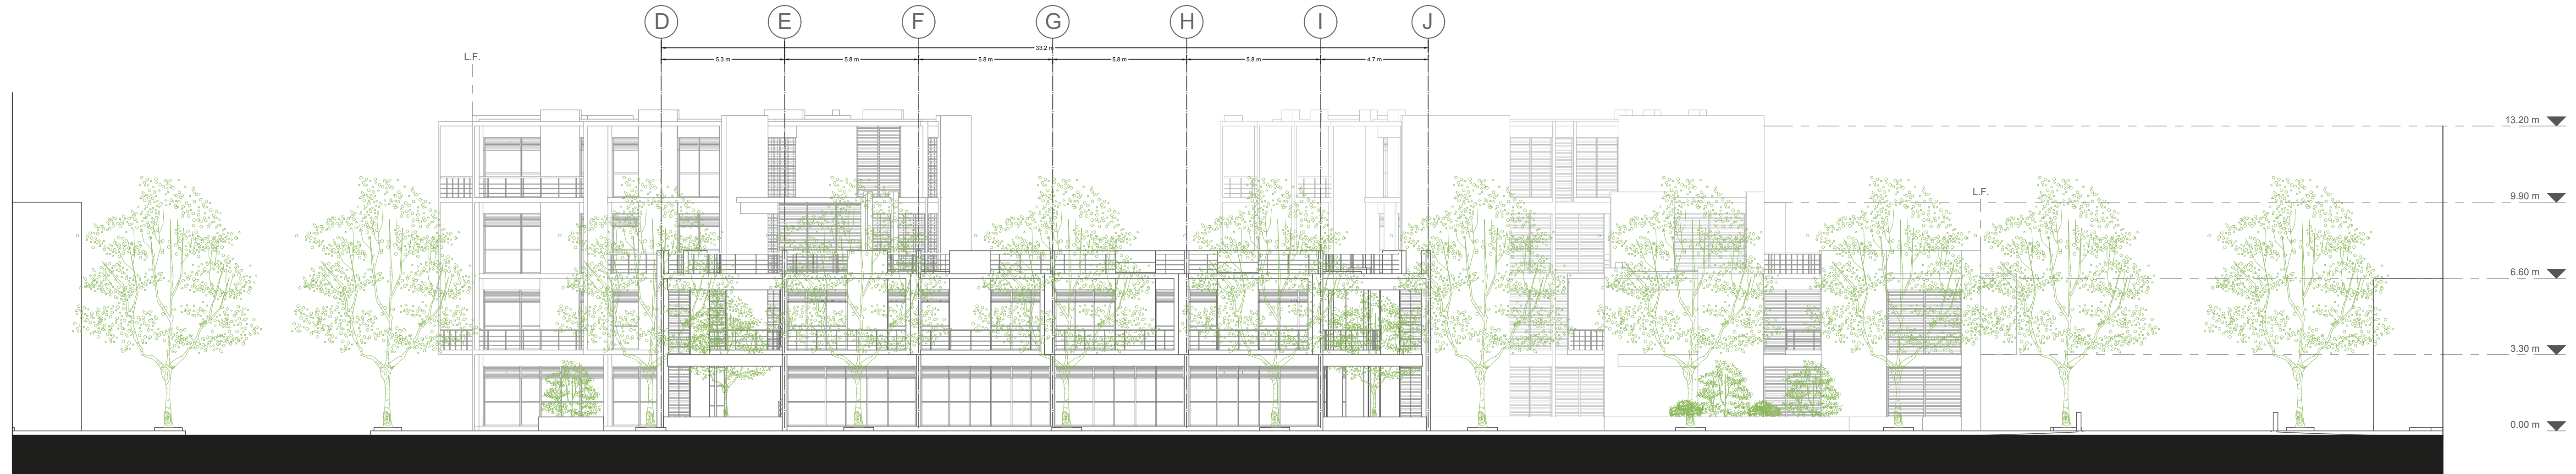 D E F G H I J
33.2 m
L.F.
5.3 m 5.8 m 5.8 m 5.8 m 5.8 m 4.7 m
13.20 m
L.F.
9.90 m
6.60 m
3.30 m
0.00 m